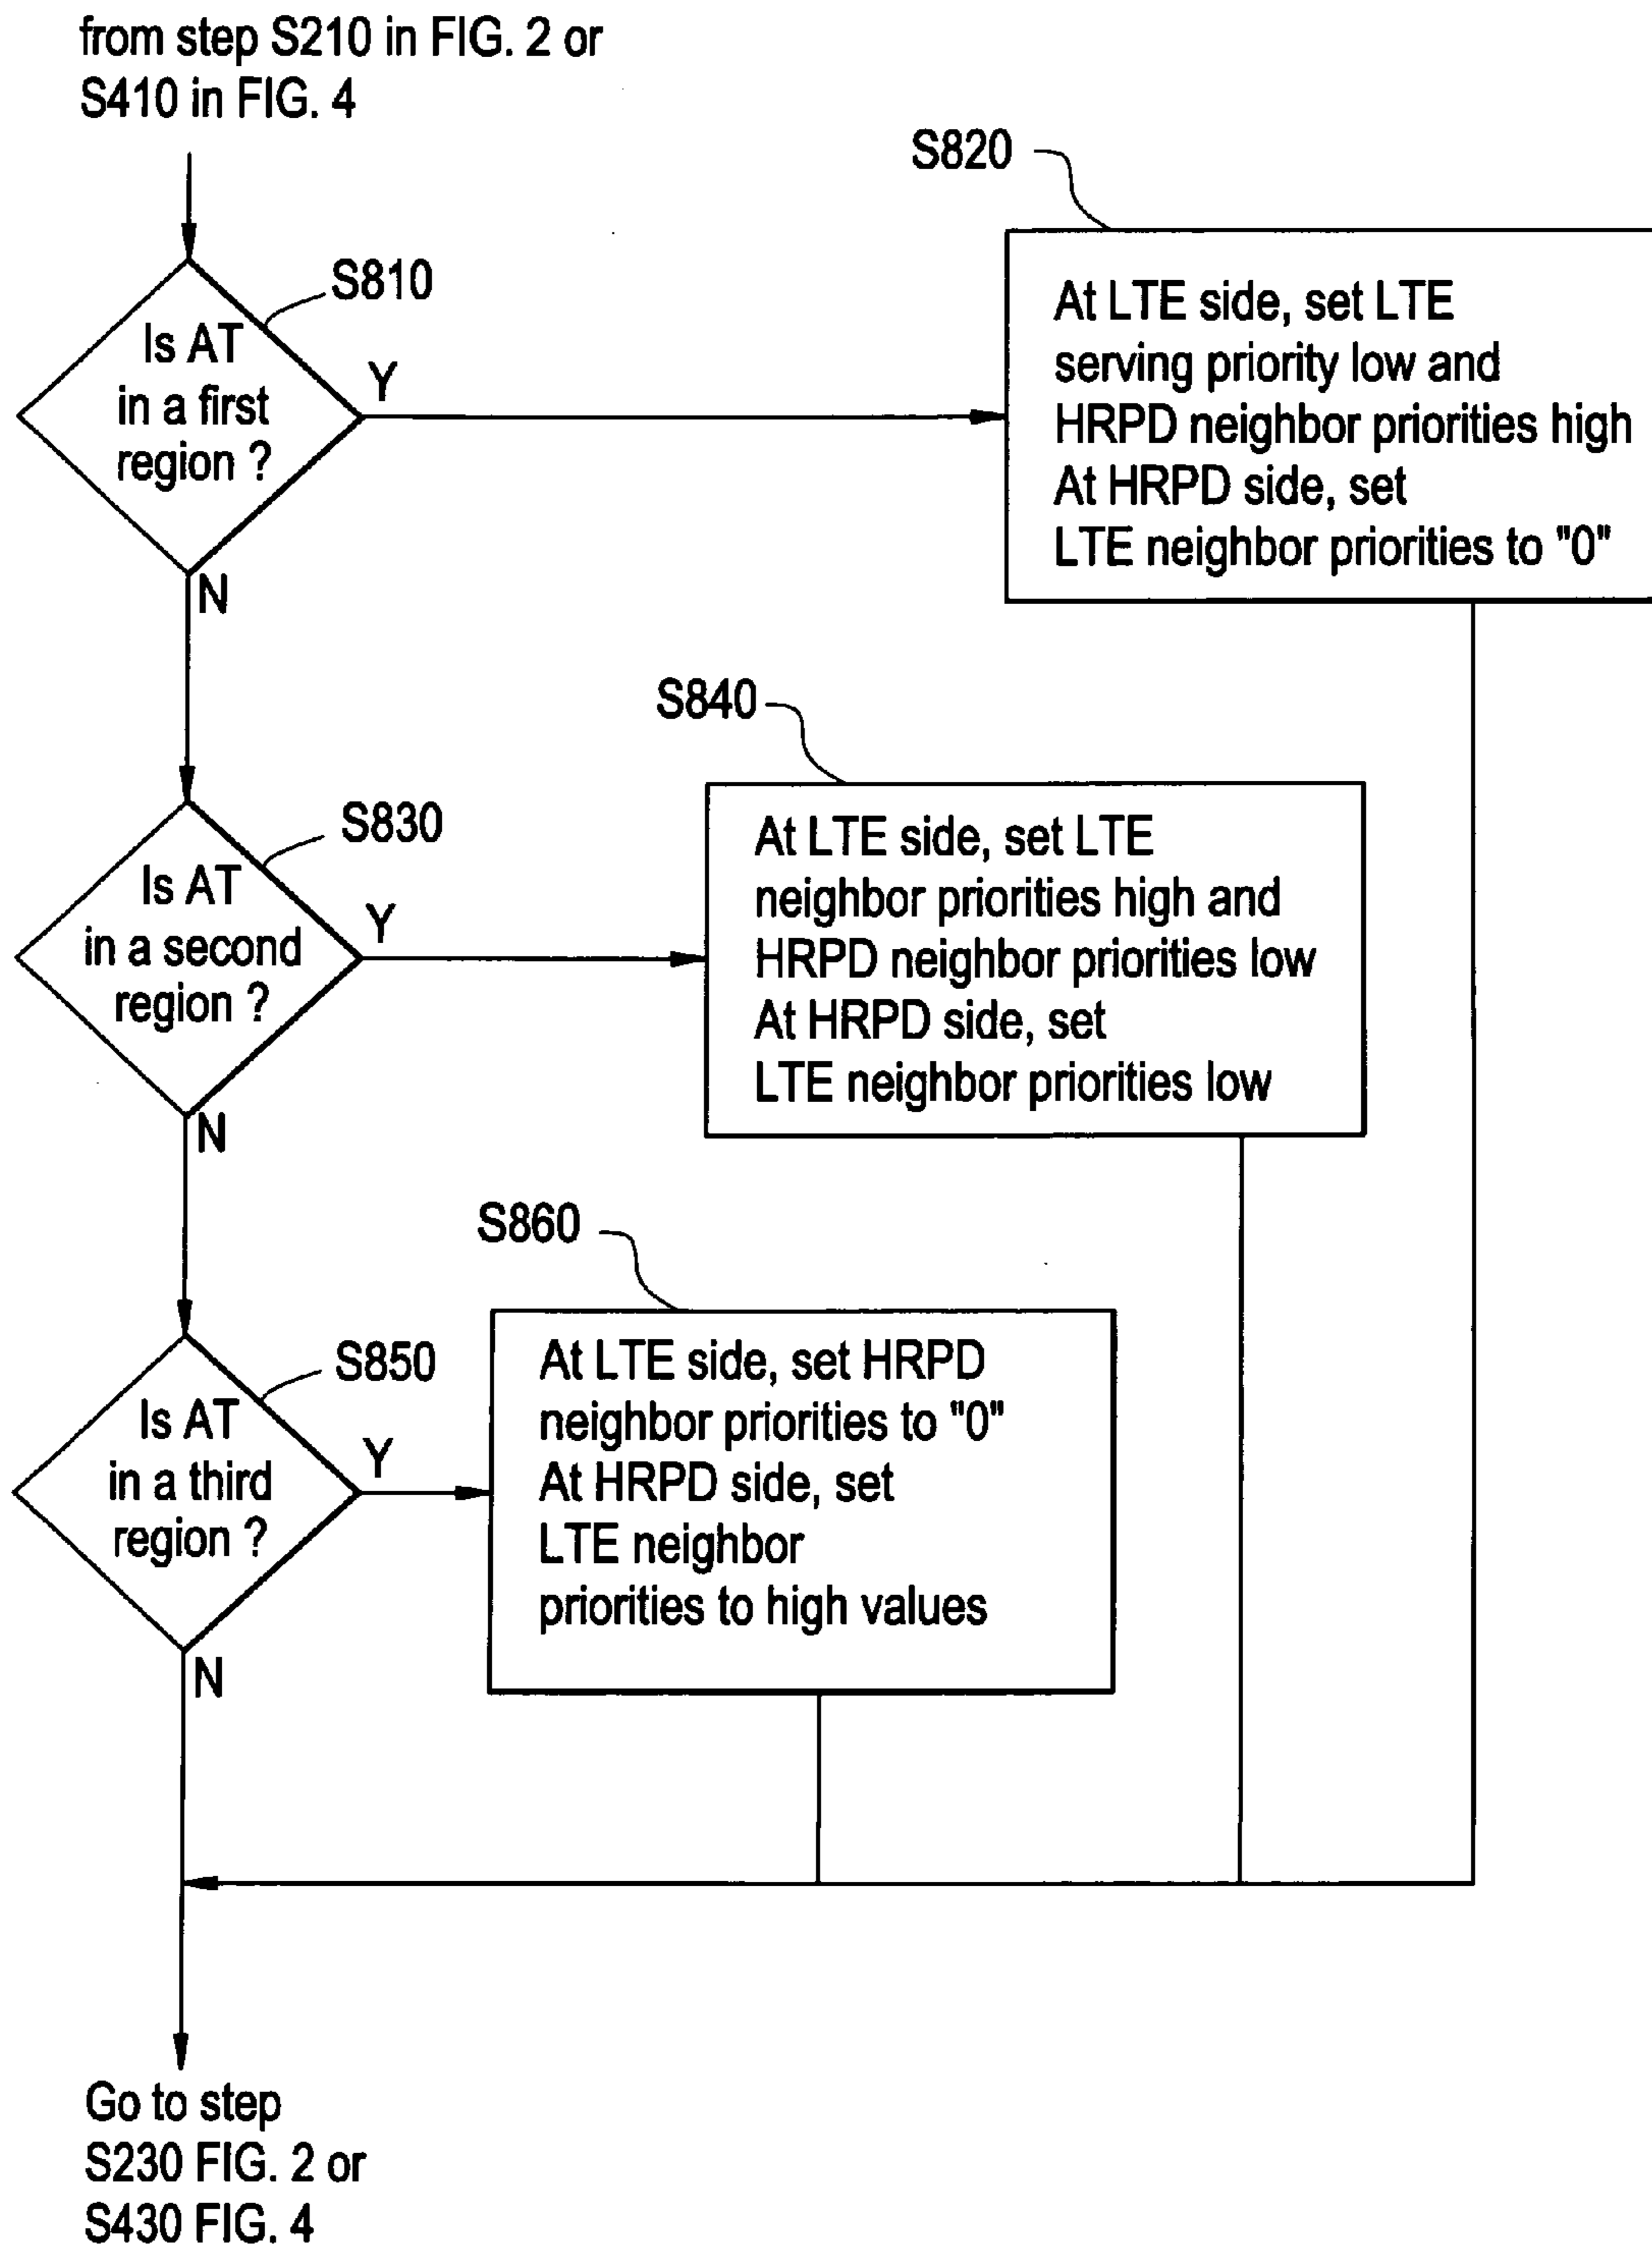 from step S210 in FIG. 2 or
S410 in FIG. 4
S820
S810
Is AT
in a first
region ?
Y
N
At LTE side, set LTE
serving priority low and
HRPD neighbor priorities high
At HRPD side, set
LTE neighbor priorities to "0"
S840
S830
Is AT
in a second
region ?
Y
N
At LTE side, set LTE
neighbor priorities high and
HRPD neighbor priorities low
At HRPD side, set
LTE neighbor priorities low
S860
S850
Is AT
in a third
region ?
Y
N
At LTE side, set HRPD
neighbor priorities to "0"
At HRPD side, set
LTE neighbor
priorities to high values
Go to step
S230 FIG. 2 or
S430 FIG. 4